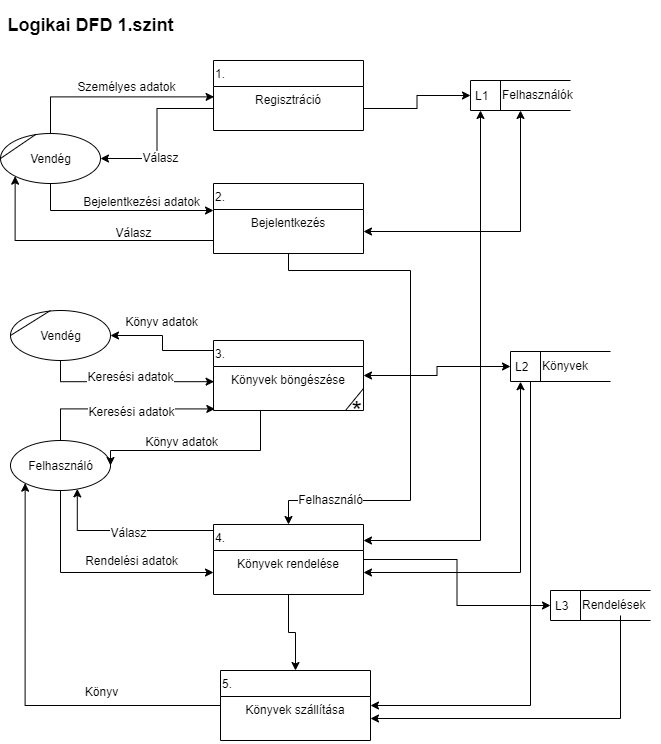 Logikai DFD 1.szint
1.
Személyes adatok
Regisztráció
L1
Felhasználók
Vendég
Válasz
2.
Bejelentkezési adatok
Bejelentkezés
Válasz
Könyv adatok
Vendég
3.
Keresési adatok
Könyvek böngészése
L2
Könyvek
*
Keresési adatok
Könyv adatok
Felhasználó
Felhasználó
Válasz
4.
Rendelési adatok
Könyvek rendelése
L3
Rendelések
5.
Könyv
Könyvek szállítása